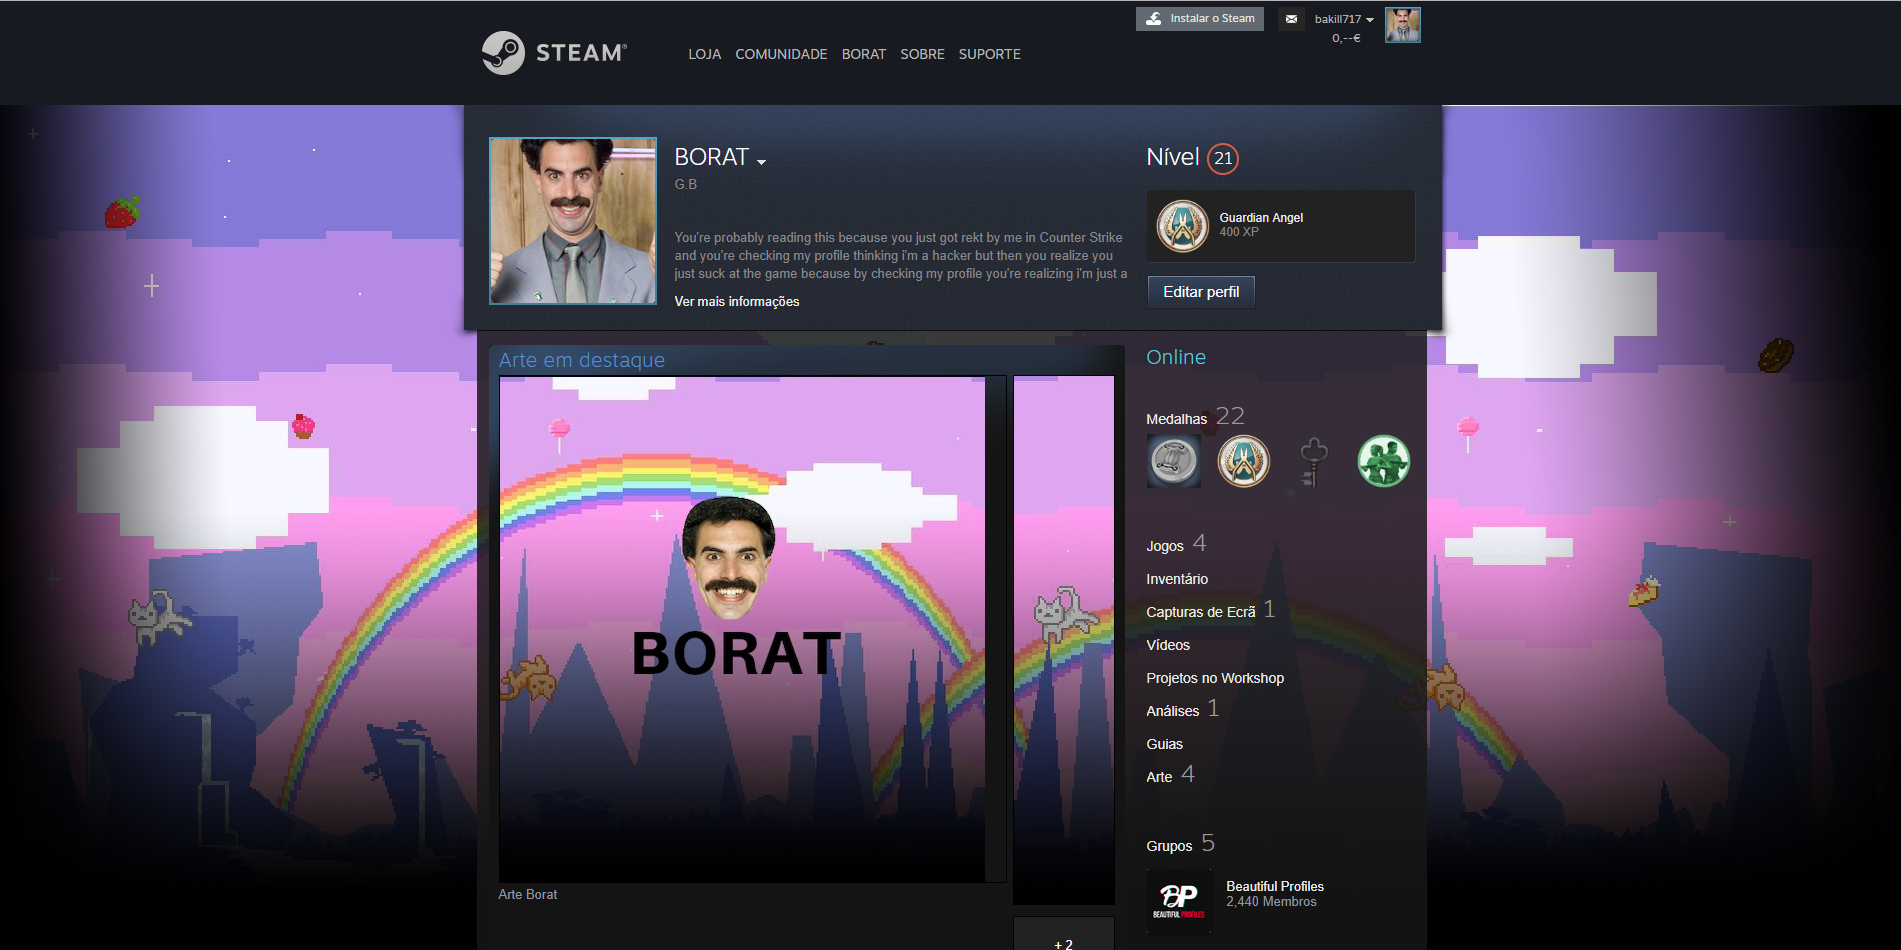 Instalar o Steam
bakill717
0,--€
STEAM®
LOJA COMUNIDADE BORAT SOBRE SUPORTE
BORAT
G.B
You're probably reading this because you just got rekt by me in Counter Strike
and you're checking my profile thinking i'm a hacker but then you realize you
just suck at the game because by checking my profile you're realizing i'm just a
Ver mais informações
Nível 21
Guardian Angel
400 XP
Editar perfil
Arte em destaque
BORAT
Arte Borat
+ 2
Online
Medalhas 22
Jogos 4
Inventário
Capturas de Ecrã 1
Vídeos
Projetos no Workshop
Análises 1
Guias
Arte 4
Grupos 5
BP
BEAUTIFUL PROFILES
Beautiful Profiles
2,440 Membros